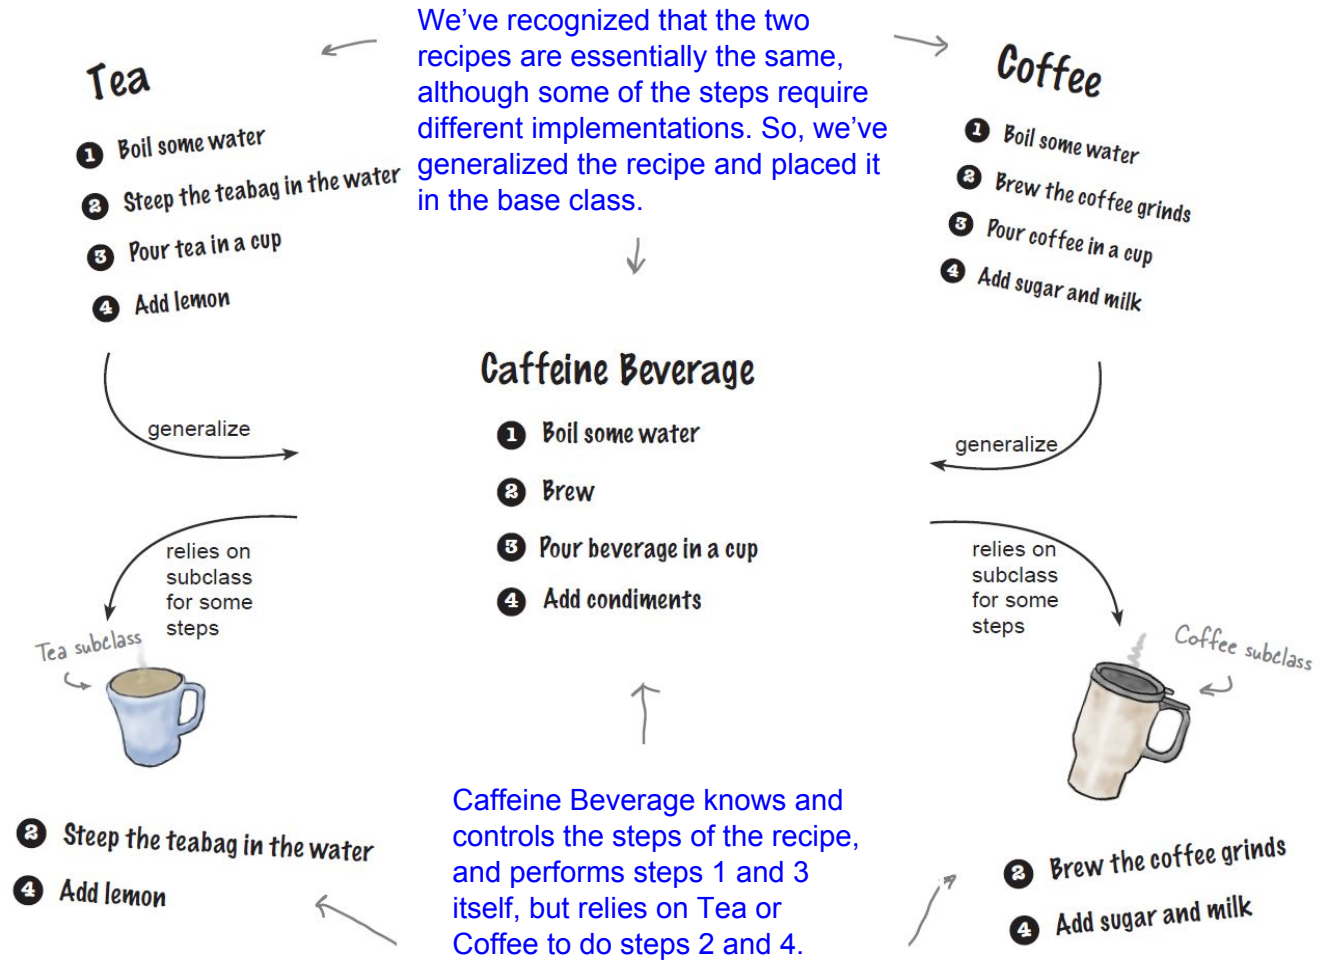 We’ve recognized that the two
recipes are essentially the same,
although some of the steps require
different implementations. So, we’ve
generalized the recipe and placed it
in the base class.
Tea
1 Boil some water
2 Steep the teabag in the water
3 Pour tea in a cup
4 Add lemon
Coffee
1 Boil some water
2 Brew the coffee grinds
3 Pour coffee in a cup
4 Add sugar and milk
generalize
generalize
Caffeine Beverage
1 Boil some water
2 Brew
3 Pour beverage in a cup
4 Add condiments
relies on
subclass
for some
steps
relies on
subclass
for some
steps
Tea subclass
Coffee subclass
2 Steep the teabag in the water
4 Add lemon
Caffeine Beverage knows and
controls the steps of the recipe,
and performs steps 1 and 3
itself, but relies on Tea or
Coffee to do steps 2 and 4.
2 Brew the coffee grinds
4 Add sugar and milk